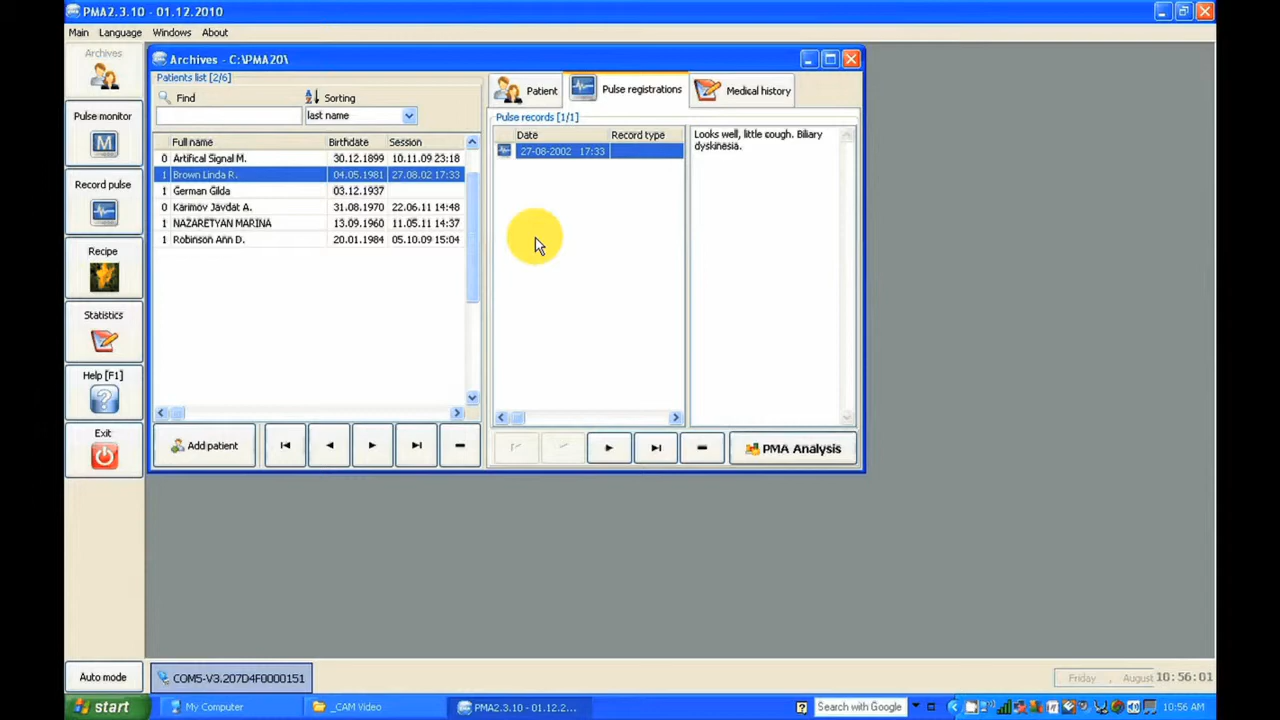 PMA2.3.10 - 01.12.2010
Main Language Windows About
Archives
Pulse monitor
M
Record pulse
Recipe
Statistics
Help [F1]
Exit
Auto mode
Archives - C:\PMA20\
Patients list [2/6]
Find
Sorting
last name
Full name Birthdate Session
0 Artifical Signal M. 30.12.1899 10.11.09 23:18
1 Brown Linda R. 04.05.1981 27.08.02 17:33
1 German Gilda 03.12.1937
0 Karimov Javdat A. 31.08.1970 22.06.11 14:48
1 NAZARETYAN MARINA 13.09.1960 11.05.11 14:37
1 Robinson Ann D. 20.01.1984 05.10.09 15:04
Add patient
Patient
Pulse registrations
Medical history
Pulse records [1/1]
Date Record type
27-08-2002 17:33
Looks well, little cough. Biliary
dyskinesia.
PMA Analysis
COM5-V3.207D4F0000151
Friday , August 10:56:01
start
My Computer
_CAM Video
PMA2.3.10 - 01.12.2...
Search with Google
10:56 AM